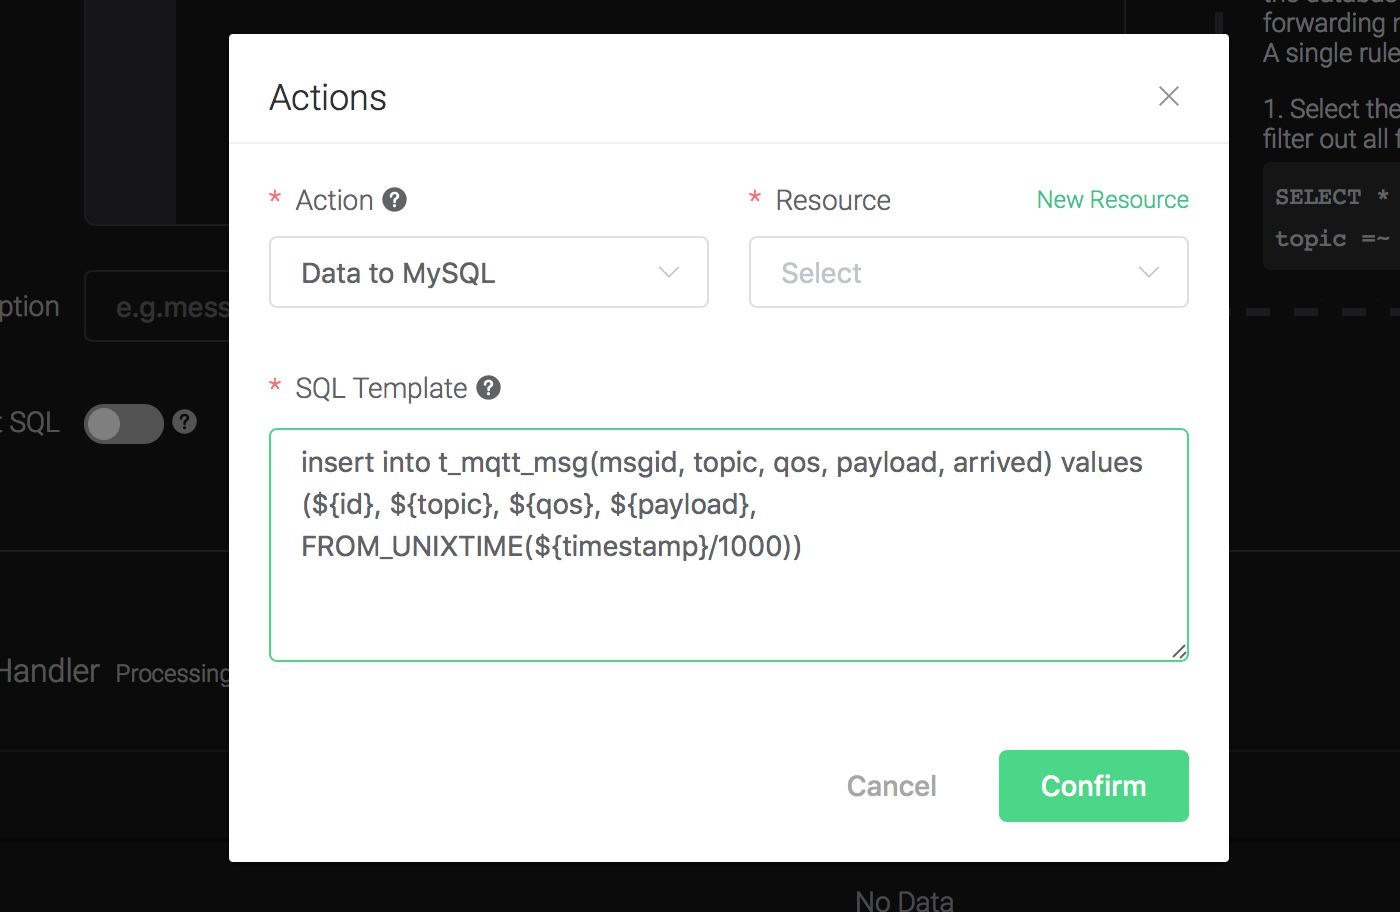 forwarding
A single rule
Actions
1. Select the
filter out all
* Action ?
* Resource
New Resource
SELECT *
topic =~
Data to MySQL
Select
ption
e.g.mess
* SQL Template ?
SQL
?
insert into t_mqtt_msg(msgid, topic, qos, payload, arrived) values
(${id}, ${topic}, ${qos}, ${payload},
FROM_UNIXTIME(${timestamp}/1000))
Handler Processing
Cancel
Confirm
No Data